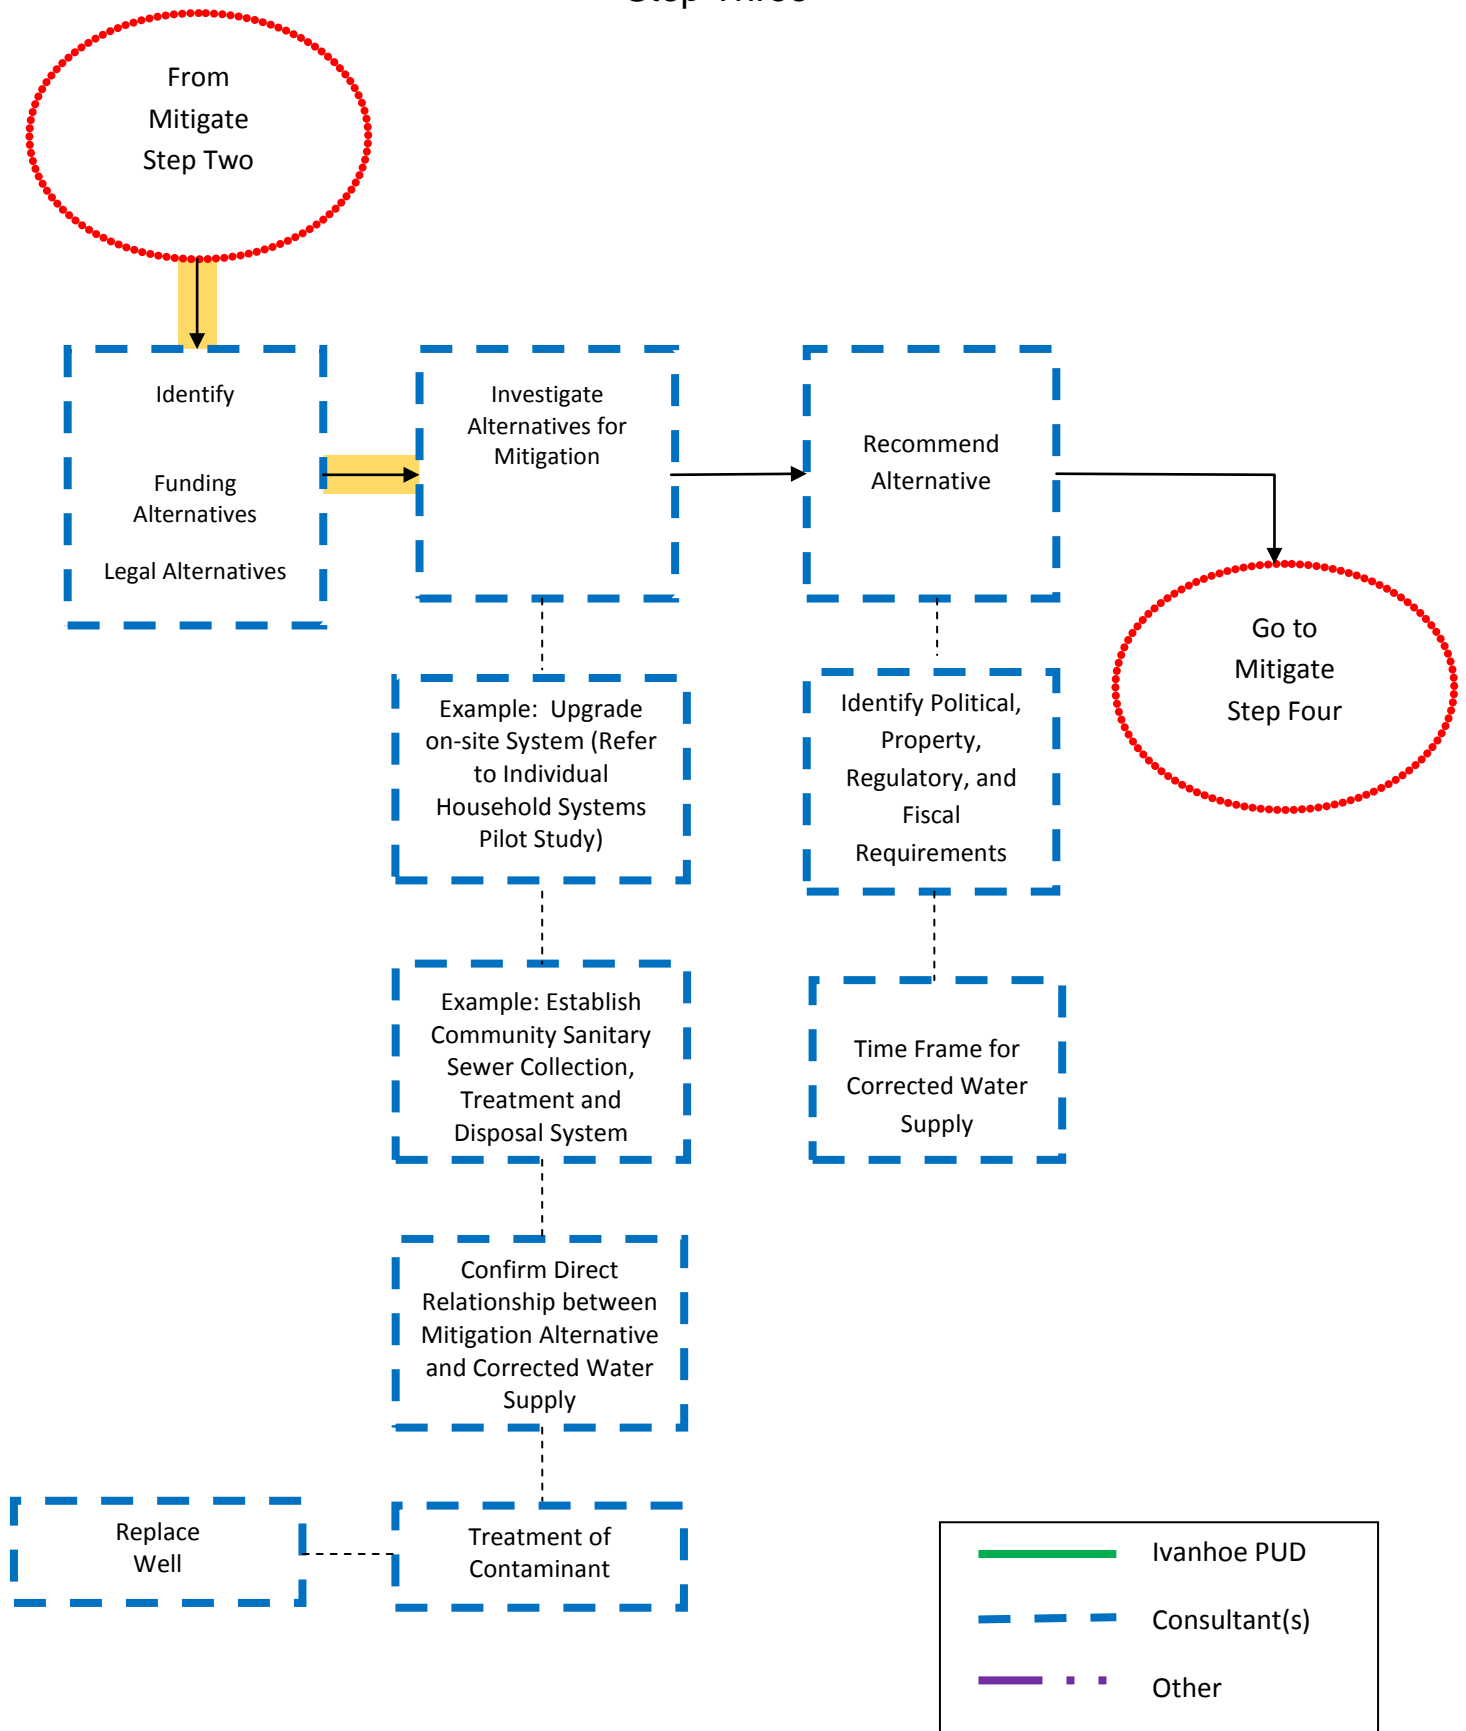 Step Three
From
Mitigate
Step Two
Identify
Funding
Alternatives
Legal Alternatives
Investigate
Alternatives for
Mitigation
Recommend
Alternative
Go to
Mitigate
Step Four
Example:  Upgrade
on-site System (Refer
to Individual
Household Systems
Pilot Study)
Identify Political,
Property,
Regulatory, and
Fiscal
Requirements
Example: Establish
Community Sanitary
Sewer Collection,
Treatment and
Disposal System
Time Frame for
Corrected Water
Supply
Confirm Direct
Relationship between
Mitigation Alternative
and Corrected Water
Supply
Replace
Well
Treatment of
Contaminant
Ivanhoe PUD
Consultant(s)
Other